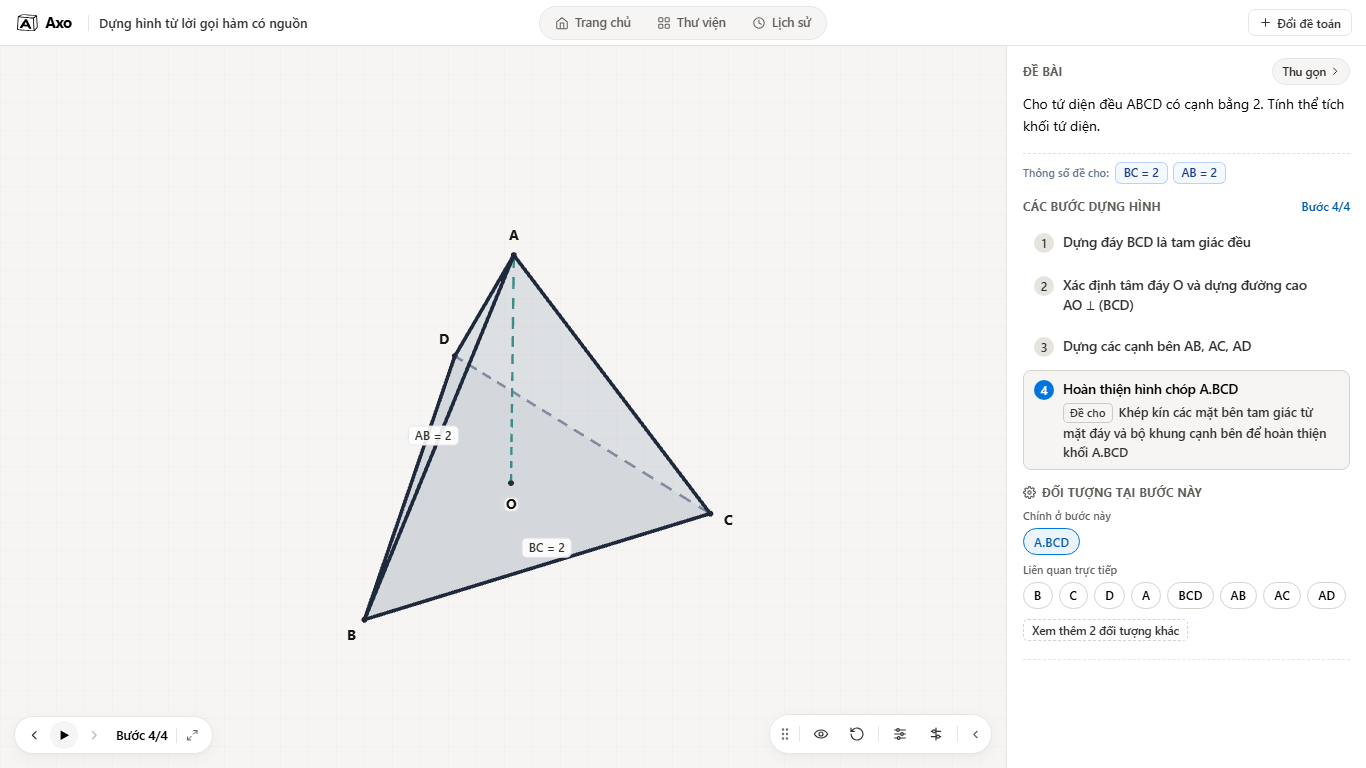 Axo
Dựng hình từ lời gọi hàm có nguồn
Trang chủ
Thư viện
Lịch sử
Đổi đề toán
A
D
AB = 2
O
C
BC = 2
B
Bước 4/4
ĐỀ BÀI
Thu gọn
Cho tứ diện đều ABCD có cạnh bằng 2. Tính thể tích
khối tứ diện.
Thông số đề cho: BC = 2 AB = 2
CÁC BƯỚC DỰNG HÌNH
Bước 4/4
1 Dựng đáy BCD là tam giác đều
2 Xác định tâm đáy O và dựng đường cao
AO ⊥ (BCD)
3 Dựng các cạnh bên AB, AC, AD
4 Hoàn thiện hình chóp A.BCD
Đề cho Khép kín các mặt bên tam giác từ
mặt đáy và bộ khung cạnh bên để hoàn thiện
khối A.BCD
ĐỐI TƯỢNG TẠI BƯỚC NÀY
Chính ở bước này
A.BCD
Liên quan trực tiếp
B C D A BCD AB AC AD
Xem thêm 2 đối tượng khác